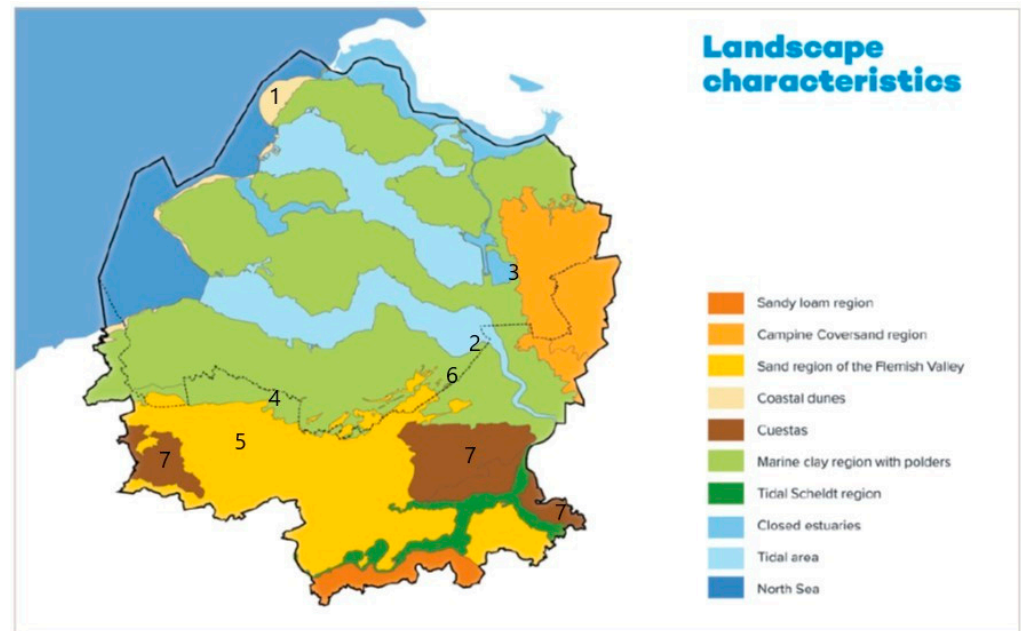 Landscape
characteristics
1
3
2
6
4
5
7
7
7
Sandy loam region
Campine Coversand region
Sand region of the Flemish Valley
Coastal dunes
Cuestas
Marine clay region with polders
Tidal Scheldt region
Closed estuaries
Tidal area
North Sea